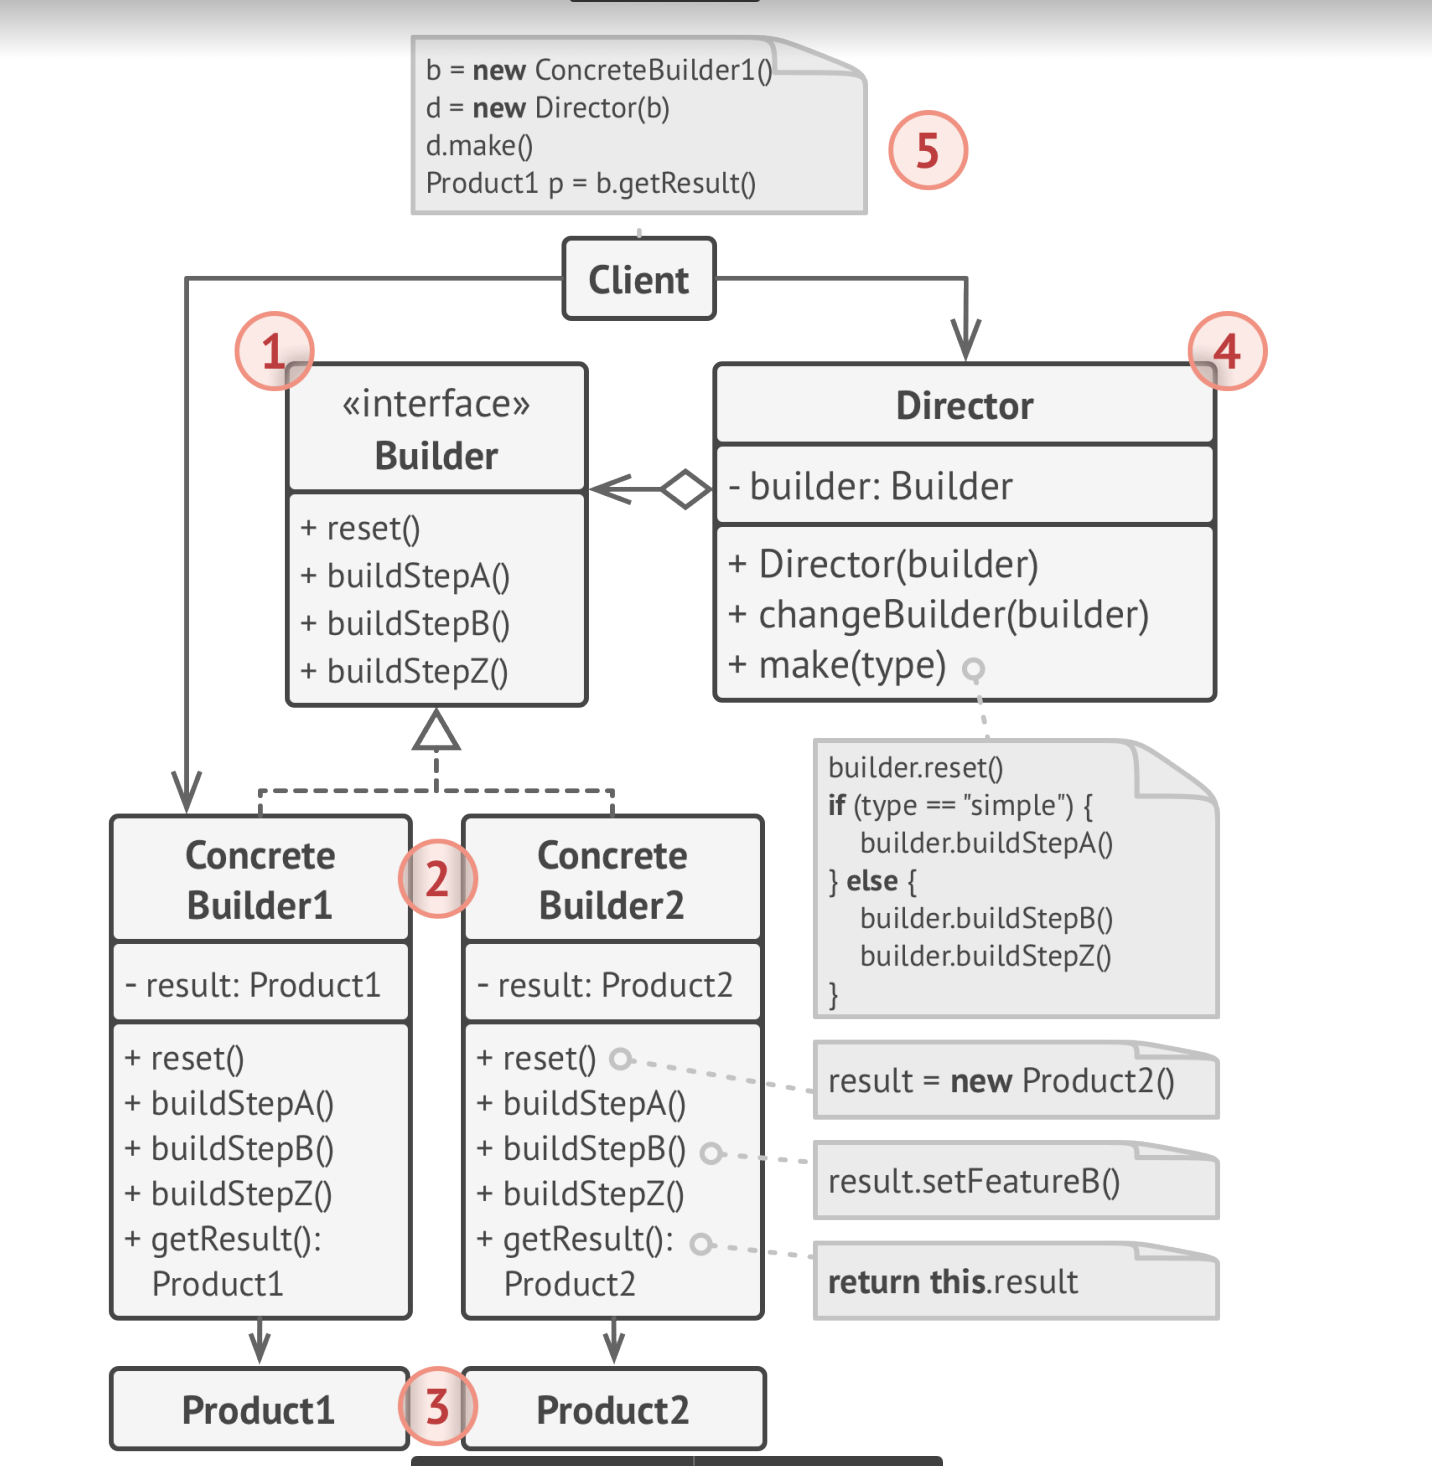 b = new ConcreteBuilder1()
d = new Director(b)
d.make()
Product1 p = b.getResult()
5
Client
1
«interface»
Builder
+ reset()
+ buildStepA()
+ buildStepB()
+ buildStepZ()
4
Director
- builder: Builder
+ Director(builder)
+ changeBuilder(builder)
+ make(type)
builder.reset()
if (type == "simple") {
builder.buildStepA()
} else {
builder.buildStepB()
builder.buildStepZ()
}
Concrete
Builder1
- result: Product1
+ reset()
+ buildStepA()
+ buildStepB()
+ buildStepZ()
+ getResult():
Product1
2
Concrete
Builder2
- result: Product2
+ reset()
+ buildStepA()
+ buildStepB()
+ buildStepZ()
+ getResult():
Product2
result = new Product2()
result.setFeatureB()
return this.result
Product1
3
Product2